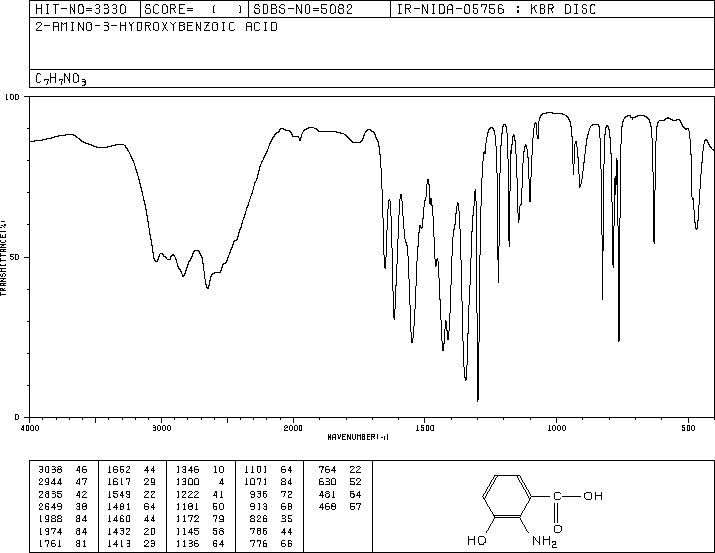 HIT-NO=3330 SCORE= ( ) SDBS-NO=5082 IR-NIDA-05756 : KBR DISC
2-AMINO-3-HYDROXYBENZOIC ACID
C7H7NO3
100
50
0
TRANSMITTANCE(%)
4000 3000 2000 1500 1000 500
WAVENUMBER(-1)
3038 46 1662 44 1346 10 1101 64 764 22
2944 47 1617 29 1300 4 1071 84 630 52
2835 42 1549 22 1222 41 936 72 481 64
2649 38 1481 64 1181 60 913 68 468 57
1988 84 1460 44 1172 79 826 35
1974 84 1432 20 1145 58 786 44
1761 81 1413 23 1136 64 776 66
C OH
O
HO NH2